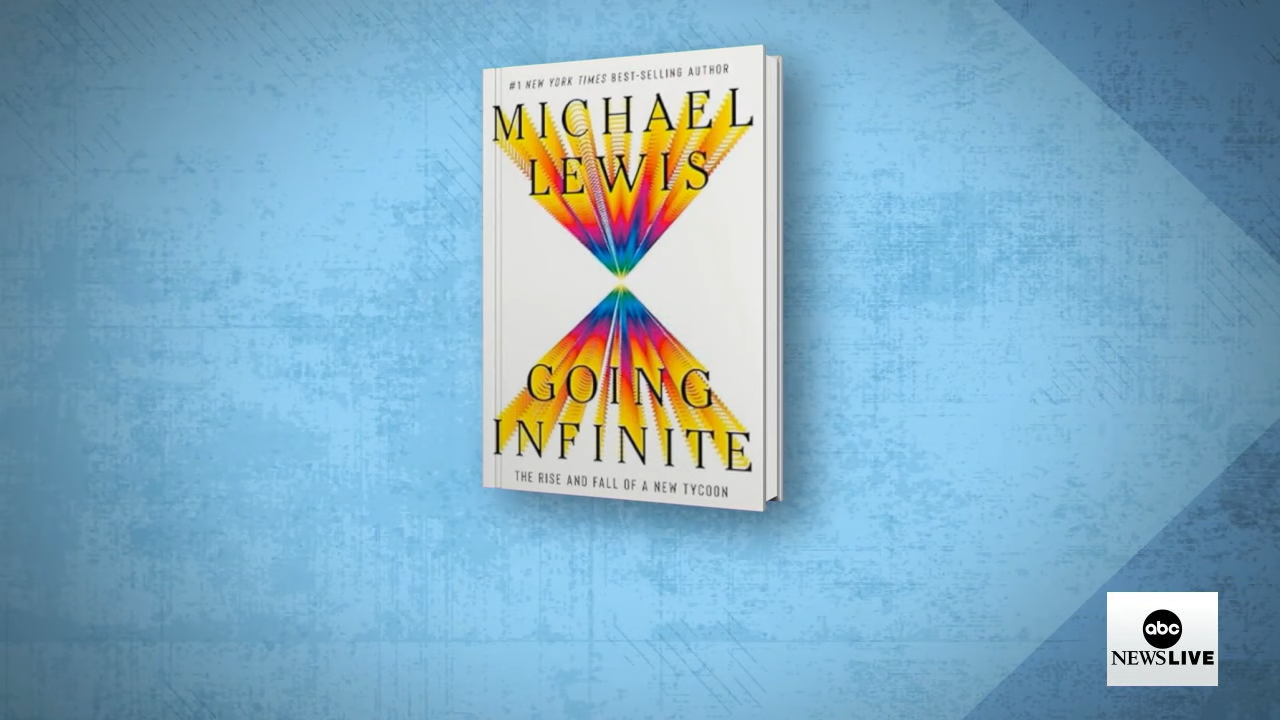 #1 NEW YORK TIMES BEST-SELLING AUTHOR
MICHAEL
LEWIS
GOING
INFINITE
THE RISE AND FALL OF A NEW TYCOON
abc
NEWSLIVE